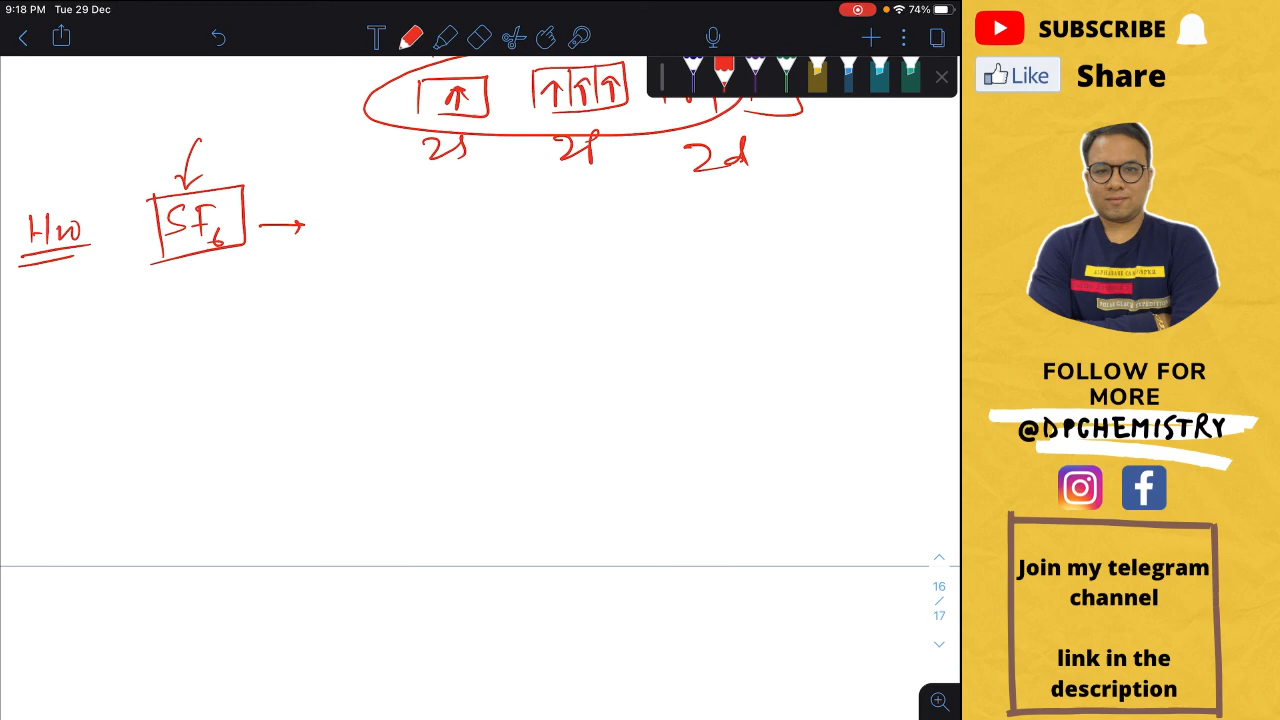 9:18 PM Tue 29 Dec
74%
2s 2p 2d
Hw SF6 →
16
/
17
SUBSCRIBE
Like Share
FOLLOW FOR
MORE
@DPCHEMISTRY
Join my telegram
channel
link in the
description